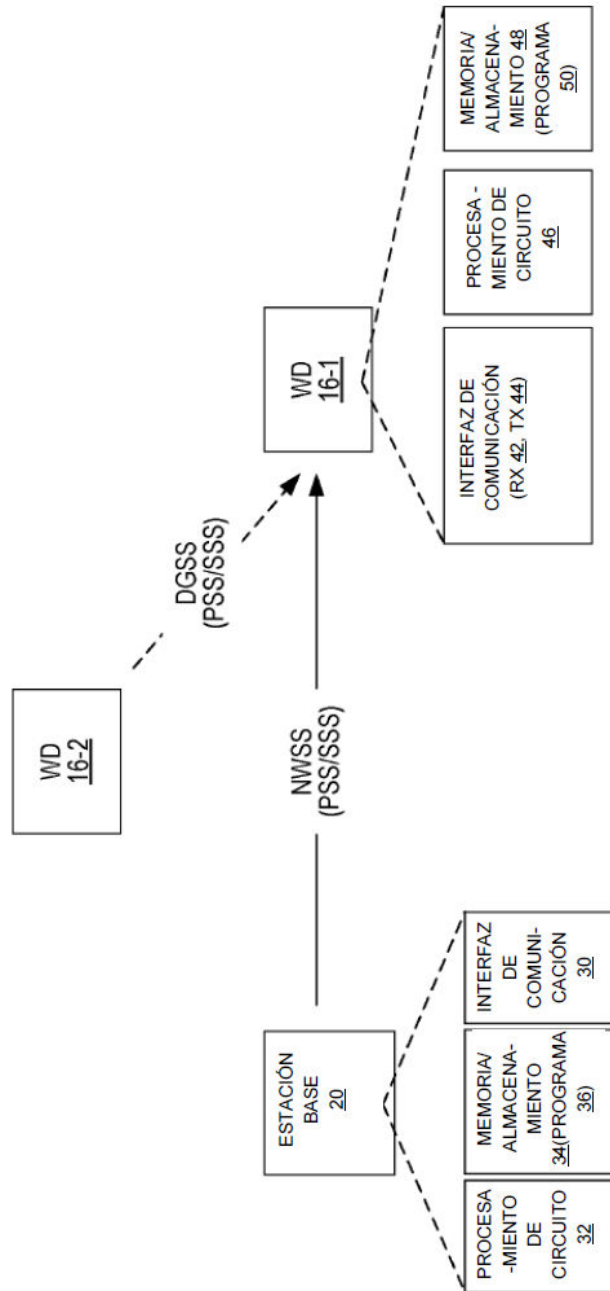 WD
16-2
DGSS
(PSS/SSS)
NWSS
(PSS/SSS)
ESTACIÓN
BASE
20
WD
16-1
PROCESA
-MIENTO DE
CIRCUITO
32
MEMORIA/
ALMACENA-
MIENTO
34(PROGRAMA
36)
INTERFAZ
DE
COMUNI-
CACIÓN
30
INTERFAZ DE
COMUNICACIÓN
(RX 42, TX 44)
PROCESA -
MIENTO DE
CIRCUITO
46
MEMORIA/
ALMACENA-
MIENTO 48
(PROGRAMA
50)